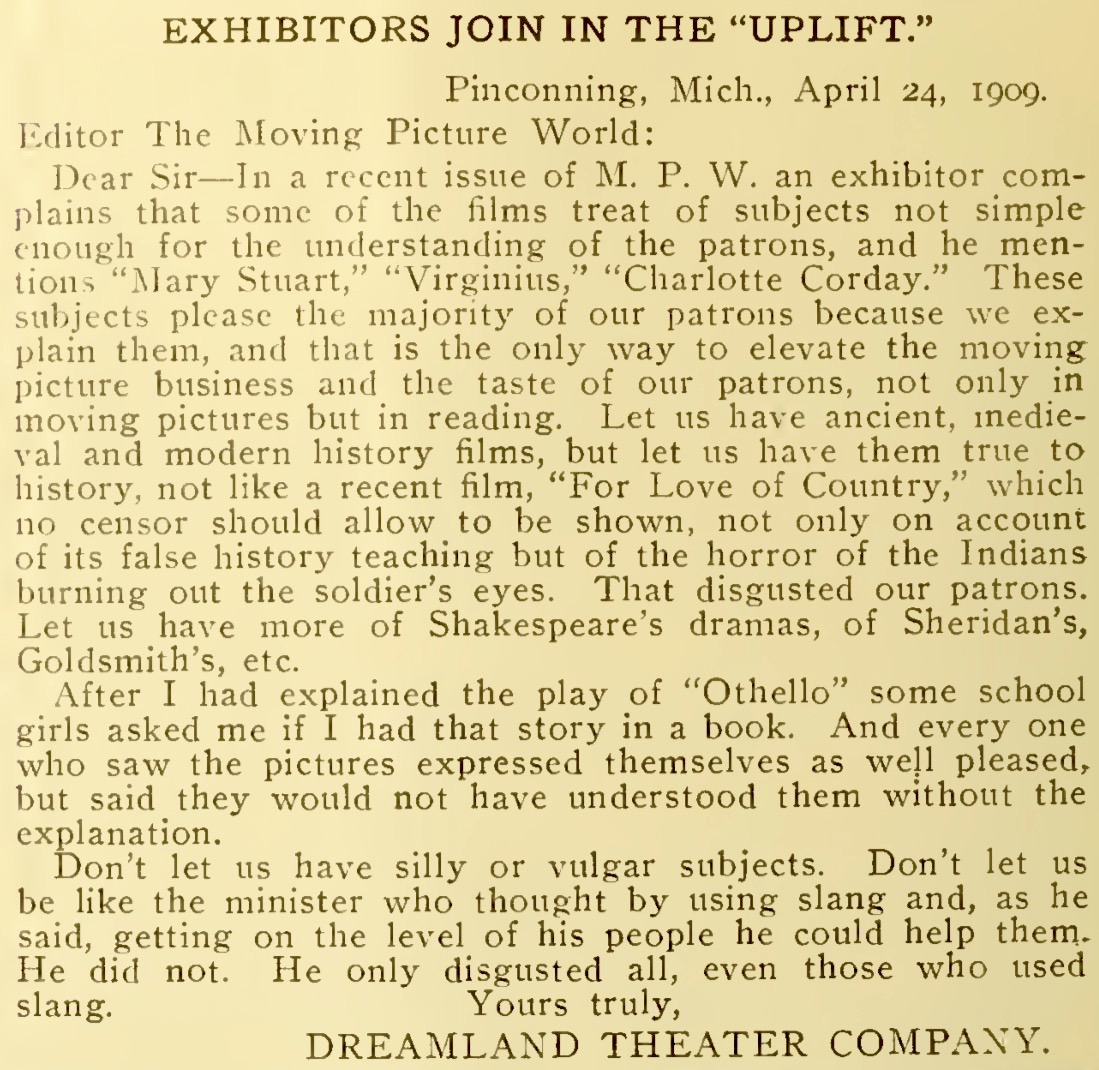 EXHIBITORS JOIN IN THE “UPLIFT.”
Pinconning, Mich., April 24, 1909.
Editor The Moving Picture World:
Dear Sir—In a recent issue of M. P. W. an exhibitor com-
plains that some of the films treat of subjects not simple
enough for the understanding of the patrons, and he men-
tions “Mary Stuart,” “Virginius,” “Charlotte Corday.” These
subjects please the majority of our patrons because we ex-
plain them, and that is the only way to elevate the moving
picture business and the taste of our patrons, not only in
moving pictures but in reading. Let us have ancient, medie-
val and modern history films, but let us have them true to
history, not like a recent film, “For Love of Country,” which
no censor should allow to be shown, not only on account
of its false history teaching but of the horror of the Indians
burning out the soldier’s eyes. That disgusted our patrons.
Let us have more of Shakespeare’s dramas, of Sheridan’s,
Goldsmith’s, etc.
After I had explained the play of “Othello” some school
girls asked me if I had that story in a book. And every one
who saw the pictures expressed themselves as well pleased,
but said they would not have understood them without the
explanation.
Don’t let us have silly or vulgar subjects. Don’t let us
be like the minister who thought by using slang and, as he
said, getting on the level of his people he could help them.
He did not. He only disgusted all, even those who used
slang. Yours truly,
DREAMLAND THEATER COMPANY.